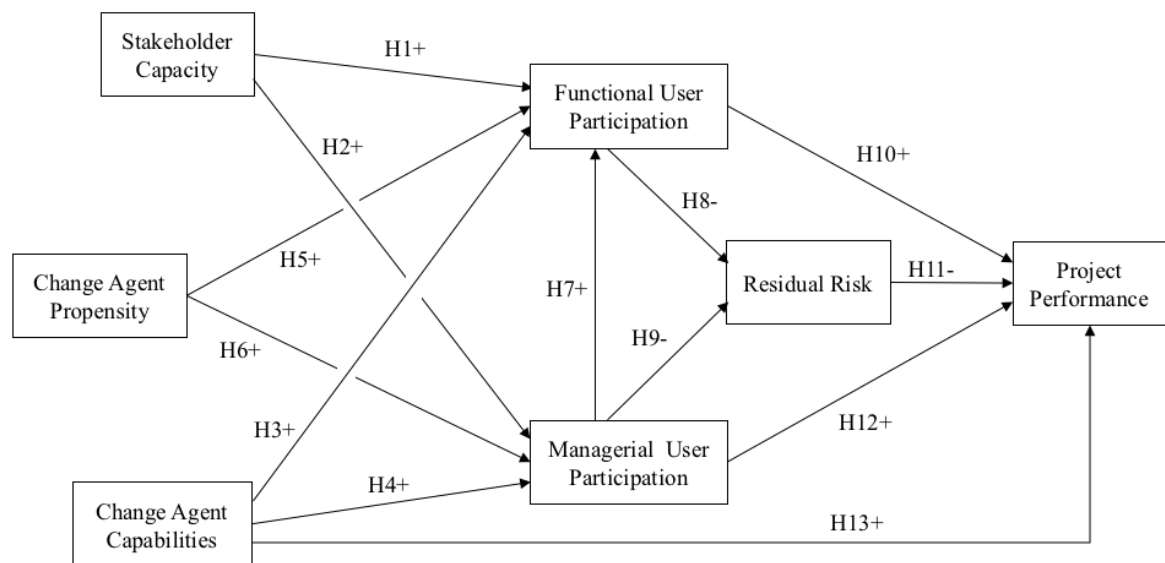 Stakeholder
Capacity
H1+
Functional User
Participation
H2+
H10+
H8-
H5+
Change Agent
Propensity
H7+
Residual Risk
H11-
Project
Performance
H6+
H9-
H3+
H12+
Managerial User
Participation
H4+
Change Agent
Capabilities
H13+